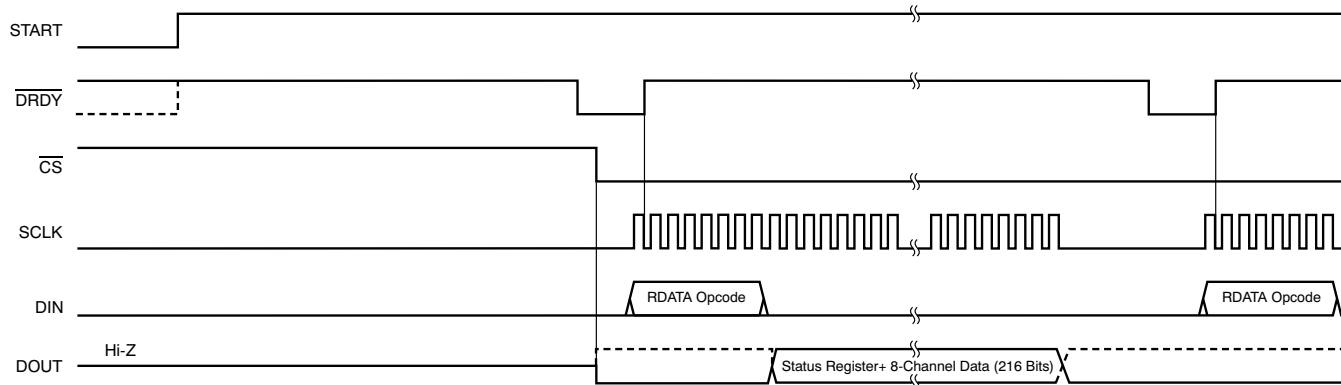 START
DRDY
CS
SCLK
DIN
RDATA Opcode
RDATA Opcode
Hi-Z
DOUT
Status Register+ 8-Channel Data (216 Bits)